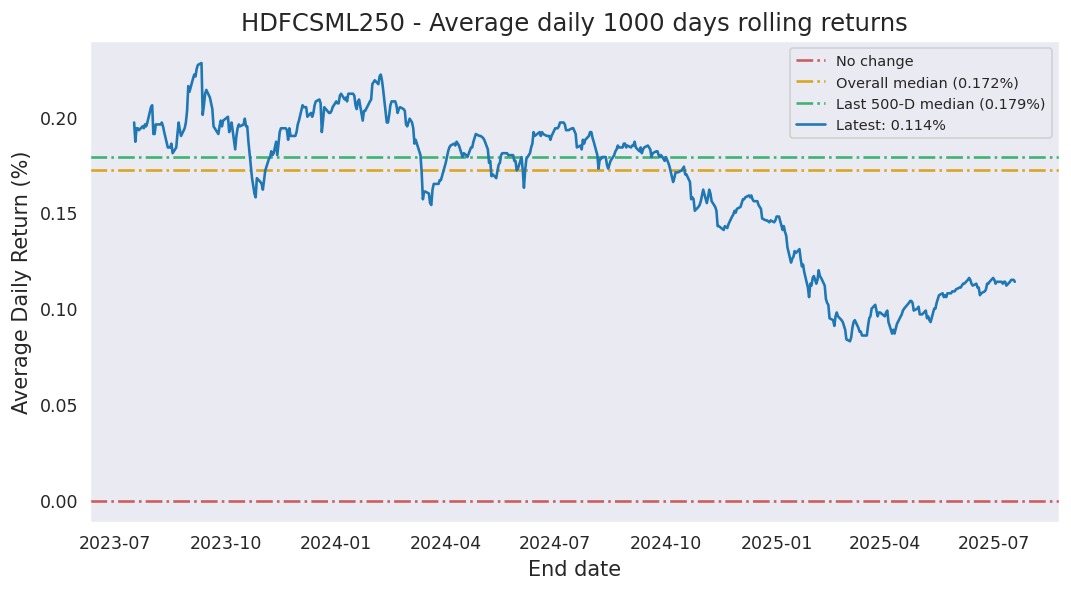 HDFCSML250 - Average daily 1000 days rolling returns
No change
Overall median (0.172%)
Last 500-D median (0.179%)
Latest: 0.114%
Average Daily Return (%)
0.20
0.15
0.10
0.05
0.00
2023-07 2023-10 2024-01 2024-04 2024-07 2024-10 2025-01 2025-04 2025-07
End date